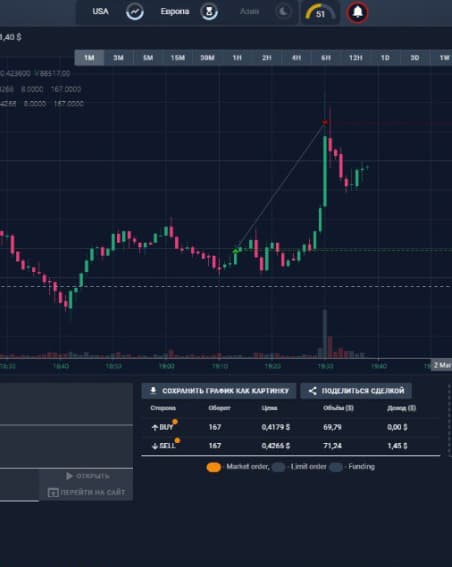 USA Европа Азия 51
1,40 $
1M 3M 5M 15M 30M 1H 2H 4H 6H 12H 1D 3D 1W
0.423600 V88517.00
4266 8.0000 167.0000
4266 8.0000 167.0000
18:30 18:40 18:50 19:00 19:10 19:20 19:30 19:40 2 Mar
СОХРАНИТЬ ГРАФИК КАК КАРТИНКУ ПОДЕЛИТЬСЯ СДЕЛКОЙ
Сторона Оборот Цена Объём ($) Доход ($)
BUY 167 0,4179 $ 69,79 0,00 $
SELL 167 0,4266 $ 71,24 1,45 $
- Market order, - Limit order - Funding
ОТКРЫТЬ
ПЕРЕЙТИ НА САЙТ